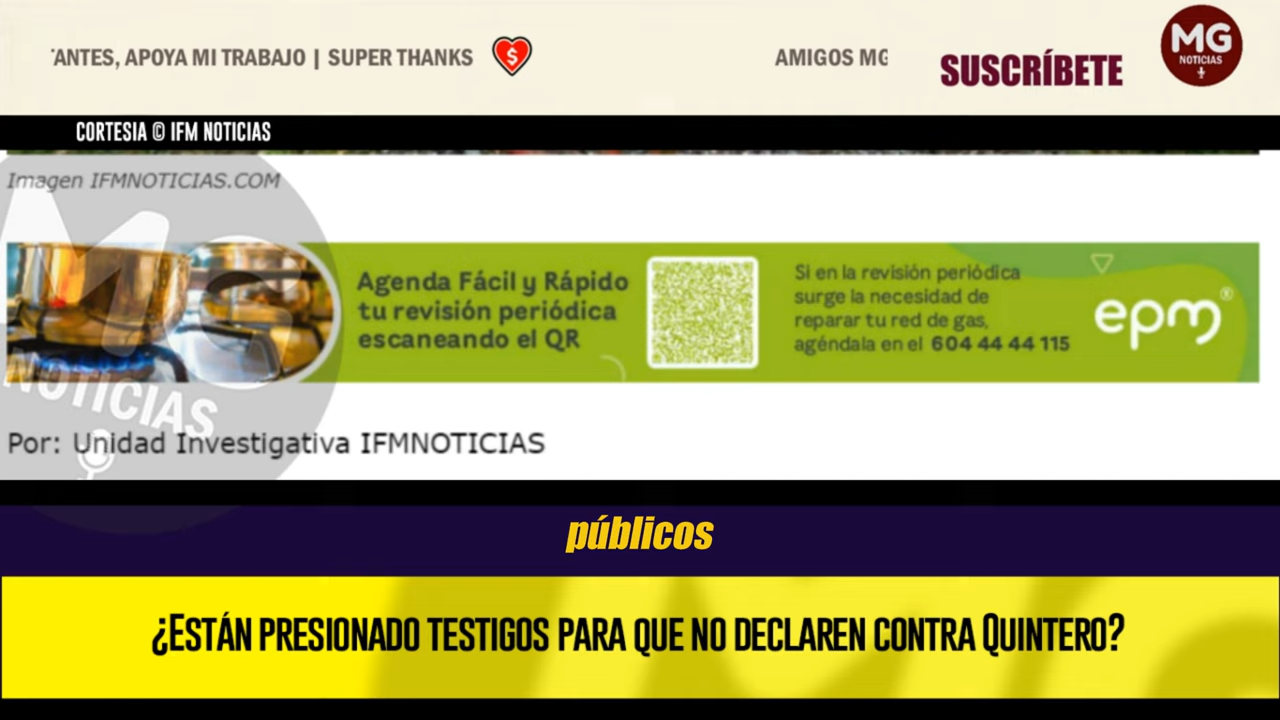 ANTES, APOYA MI TRABAJO | SUPER THANKS
AMIGOS MG
SUSCRÍBETE
MG
NOTICIAS
CORTESIA © IFM NOTICIAS
Imagen IFMNOTICIAS.COM
Agenda Fácil y Rápido
tu revisión periódica
escaneando el QR
Si en la revisión periódica
surge la necesidad de
reparar tu red de gas,
agéndala en el 604 44 44 115
epm®
MG
NOTICIAS
Por: Unidad Investigativa IFMNOTICIAS
públicos
¿ESTÁN PRESIONADO TESTIGOS PARA QUE NO DECLAREN CONTRA QUINTERO?